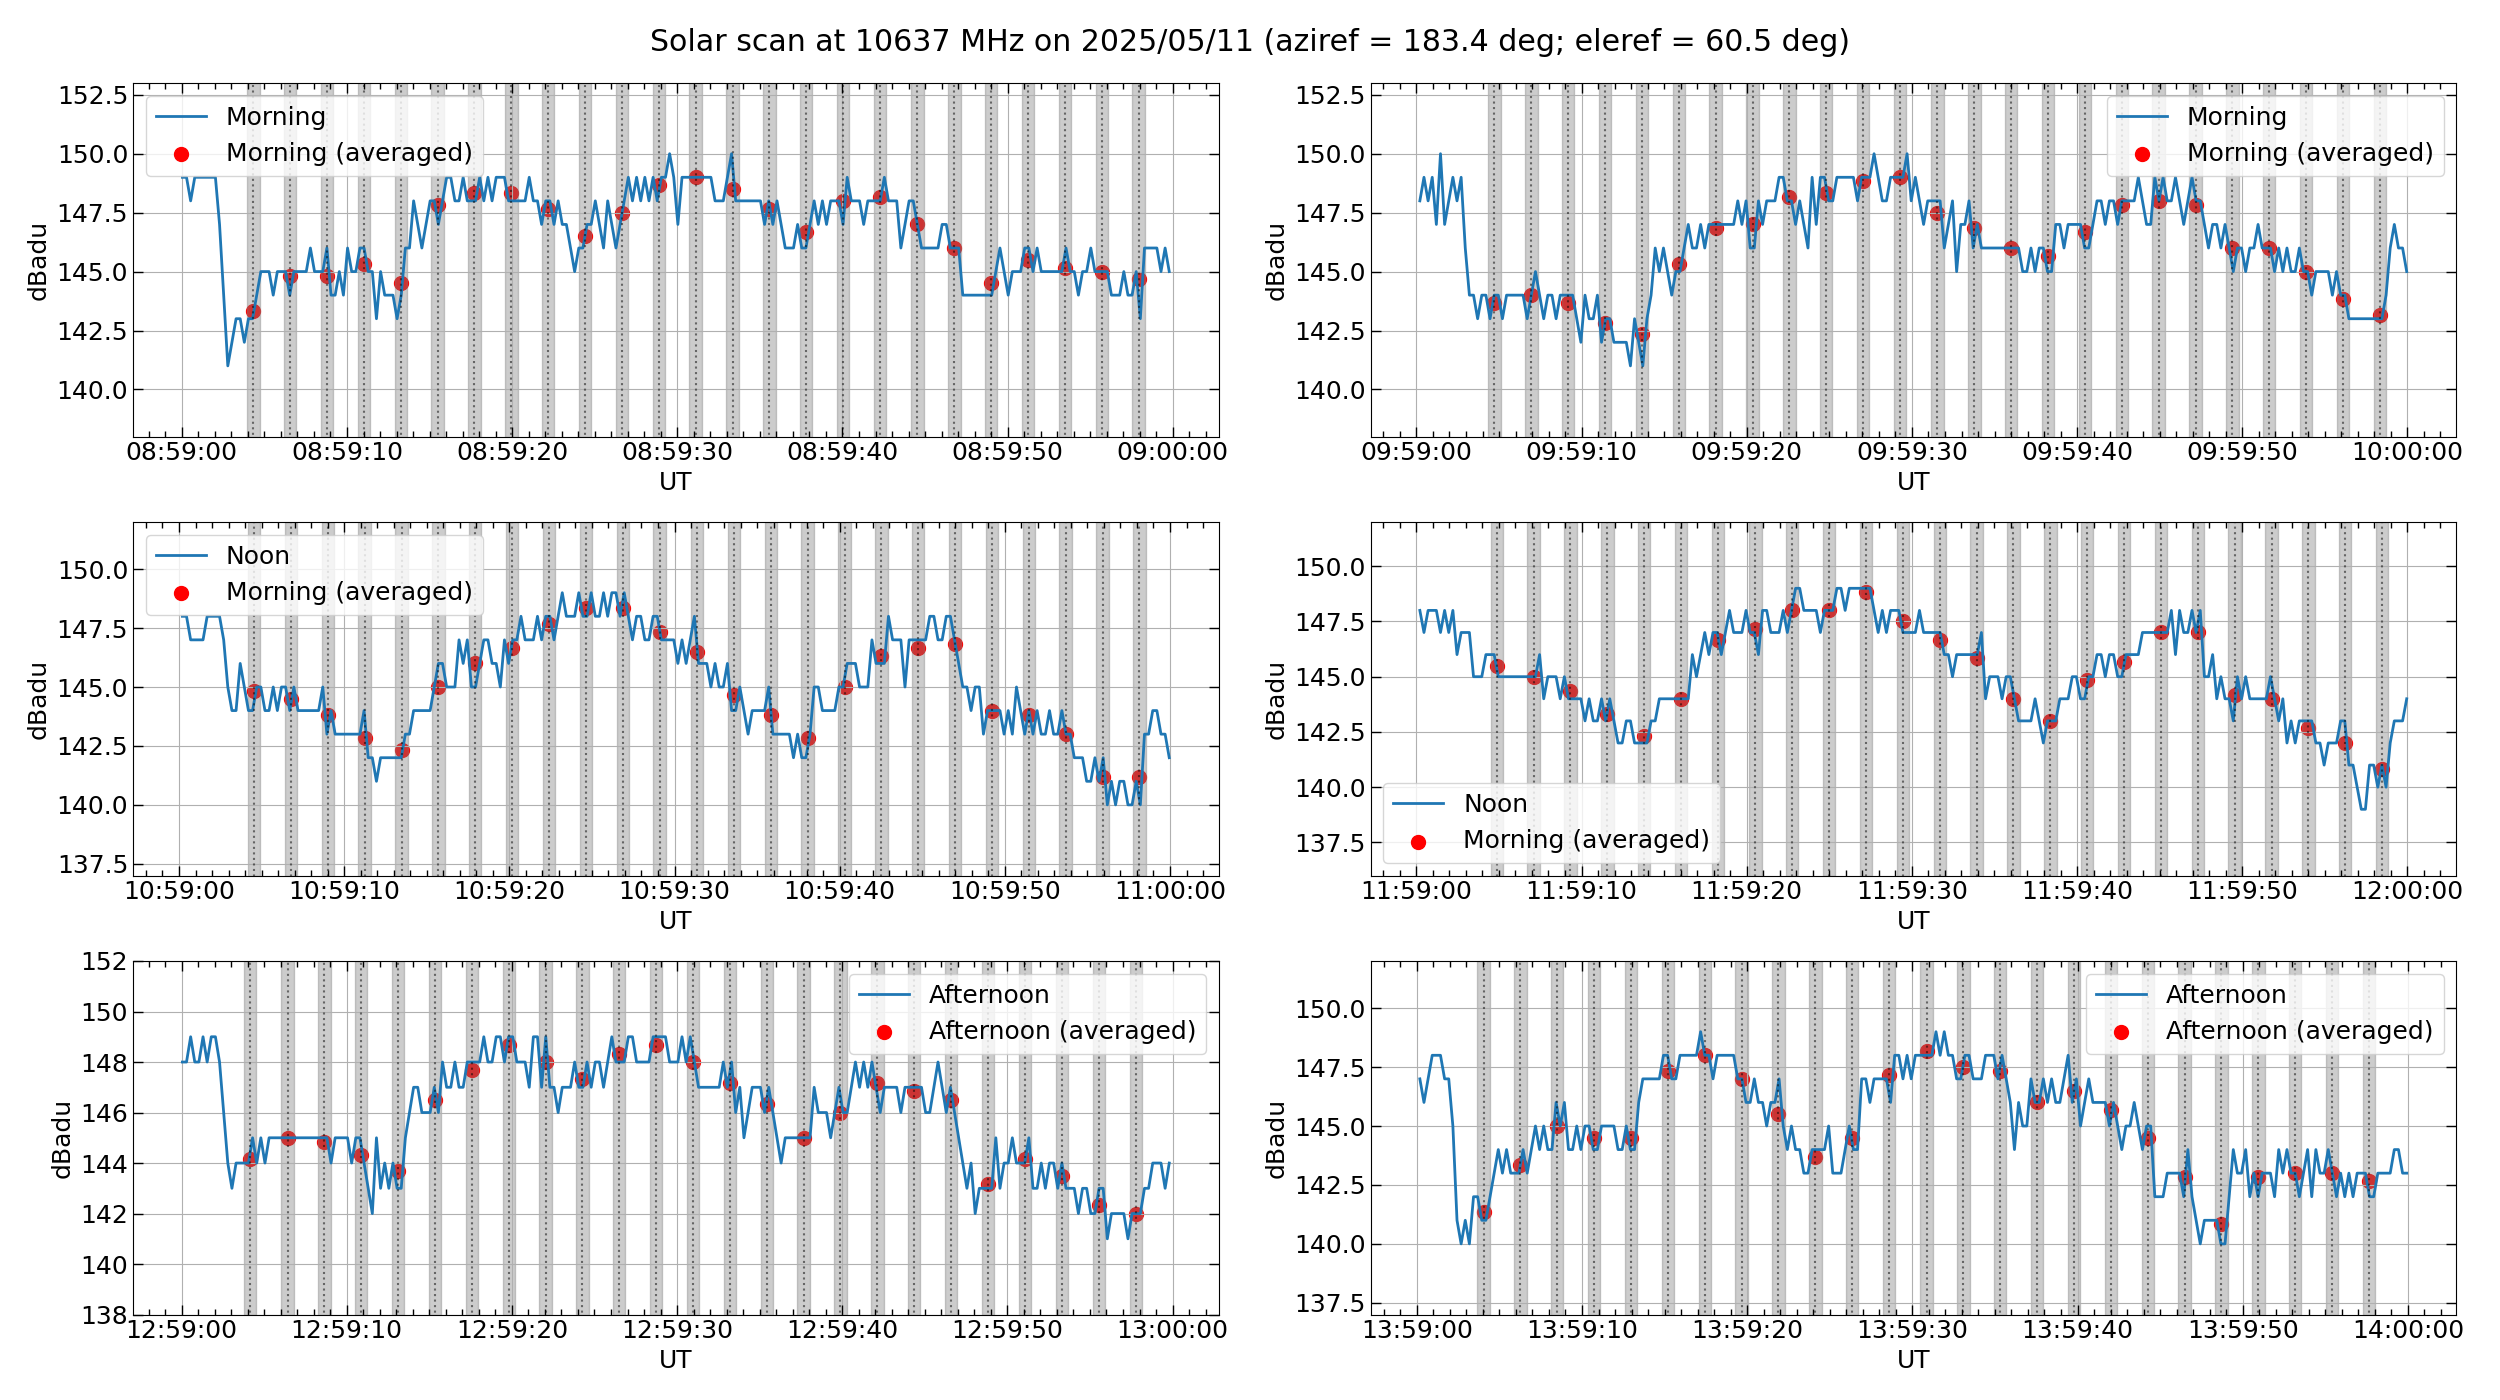 Solar scan at 10637 MHz on 2025/05/11 (aziref = 183.4 deg; eleref = 60.5 deg)
152.5
150.0
147.5
145.0
142.5
140.0
dBadu
Morning
Morning (averaged)
08:59:00 08:59:10 08:59:20 08:59:30 08:59:40 08:59:50 09:00:00
UT
152.5
150.0
147.5
145.0
142.5
140.0
dBadu
Morning
Morning (averaged)
09:59:00 09:59:10 09:59:20 09:59:30 09:59:40 09:59:50 10:00:00
UT
150.0
147.5
145.0
142.5
140.0
137.5
dBadu
Noon
Morning (averaged)
10:59:00 10:59:10 10:59:20 10:59:30 10:59:40 10:59:50 11:00:00
UT
150.0
147.5
145.0
142.5
140.0
137.5
dBadu
Noon
Morning (averaged)
11:59:00 11:59:10 11:59:20 11:59:30 11:59:40 11:59:50 12:00:00
UT
152
150
148
146
144
142
140
138
dBadu
Afternoon
Afternoon (averaged)
12:59:00 12:59:10 12:59:20 12:59:30 12:59:40 12:59:50 13:00:00
UT
150.0
147.5
145.0
142.5
140.0
137.5
dBadu
Afternoon
Afternoon (averaged)
13:59:00 13:59:10 13:59:20 13:59:30 13:59:40 13:59:50 14:00:00
UT